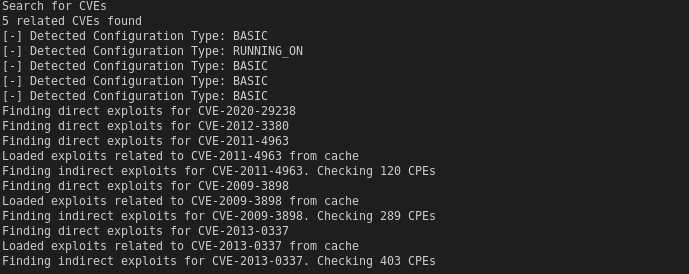 Search for CVEs
5 related CVEs found
[-] Detected Configuration Type: BASIC
[-] Detected Configuration Type: RUNNING_ON
[-] Detected Configuration Type: BASIC
[-] Detected Configuration Type: BASIC
[-] Detected Configuration Type: BASIC
Finding direct exploits for CVE-2020-29238
Finding direct exploits for CVE-2012-3380
Finding direct exploits for CVE-2011-4963
Loaded exploits related to CVE-2011-4963 from cache
Finding indirect exploits for CVE-2011-4963. Checking 120 CPEs
Finding direct exploits for CVE-2009-3898
Loaded exploits related to CVE-2009-3898 from cache
Finding indirect exploits for CVE-2009-3898. Checking 289 CPEs
Finding direct exploits for CVE-2013-0337
Loaded exploits related to CVE-2013-0337 from cache
Finding indirect exploits for CVE-2013-0337. Checking 403 CPEs